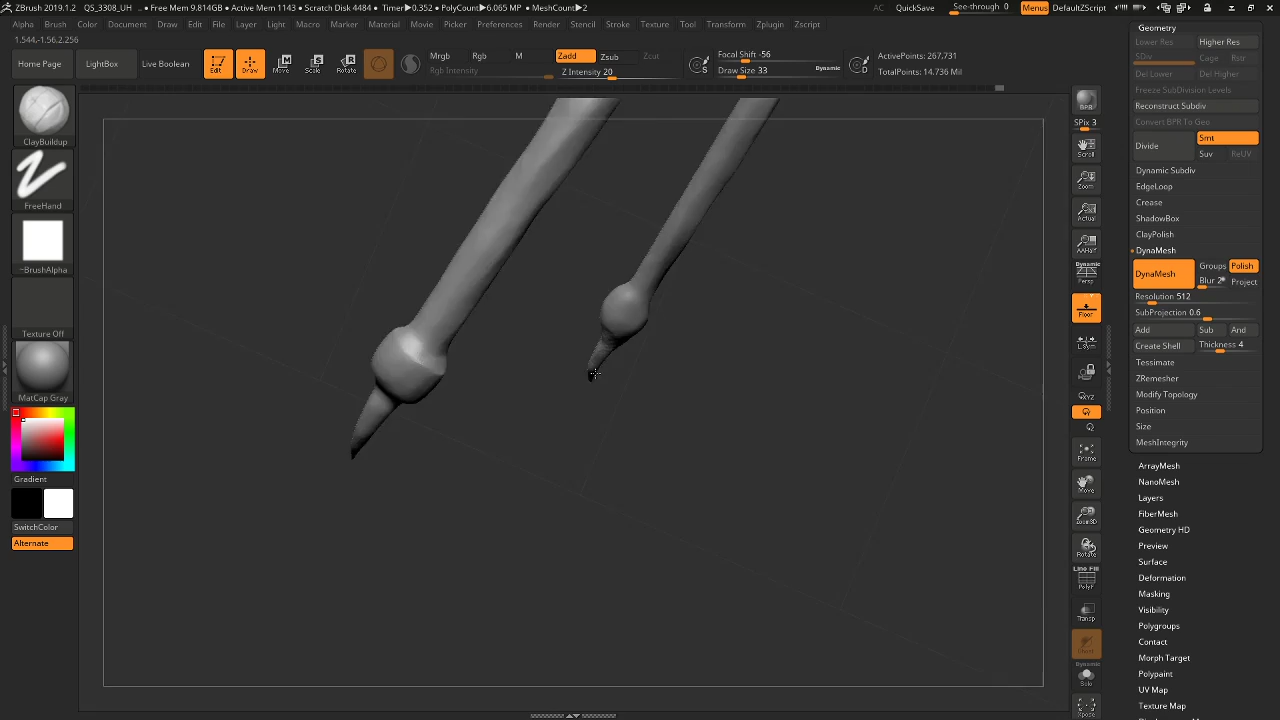 ZBrush 2019.1.2 QS_3308_UH • Free Mem 9.814GB • Active Mem 1143 • Scratch Disk 4484 • Timer▸0.352 • PolyCount▸6.065 MP • MeshCount▸2 AC QuickSave See-through 0 Menus DefaultZScript
Alpha Brush Color Document Draw Edit File Layer Light Macro Marker Material Movie Picker Preferences Render Stencil Stroke Texture Tool Transform Zplugin Zscript
1.544,-1.56,2.256
Home Page LightBox Live Boolean Edit Draw Move Scale Rotate
Mrgb Rgb M Zadd Zsub Zcut
Rgb Intensity Z Intensity 20
Focal Shift -56
Draw Size 33 Dynamic
ActivePoints: 267,731
TotalPoints: 14.736 Mil
ClayBuildup
FreeHand
~BrushAlpha
Texture Off
MatCap Gray
Gradient
SwitchColor
Alternate
BPR
SPix 3
Scroll
Zoom
Actual
AAHalf
Dynamic
Persp
Floor
L.Sym
XYZ
Frame
Move
Zoom3D
Rotate
Line Fill
PolyF
Transp
Ghost
Dynamic
Solo
Xpose
Geometry
Lower Res Higher Res
SDiv Cage Rstr
Del Lower Del Higher
Freeze SubDivision Levels
Reconstruct Subdiv
Convert BPR To Geo
Divide Smt
Suv ReUV
Dynamic Subdiv
EdgeLoop
Crease
ShadowBox
ClayPolish
DynaMesh
DynaMesh Groups Polish
Blur 2 Project
Resolution 512
SubProjection 0.6
Add Sub And
Create Shell Thickness 4
Tessimate
ZRemesher
Modify Topology
Position
Size
MeshIntegrity
ArrayMesh
NanoMesh
Layers
FiberMesh
Geometry HD
Preview
Surface
Deformation
Masking
Visibility
Polygroups
Contact
Morph Target
Polypaint
UV Map
Texture Map